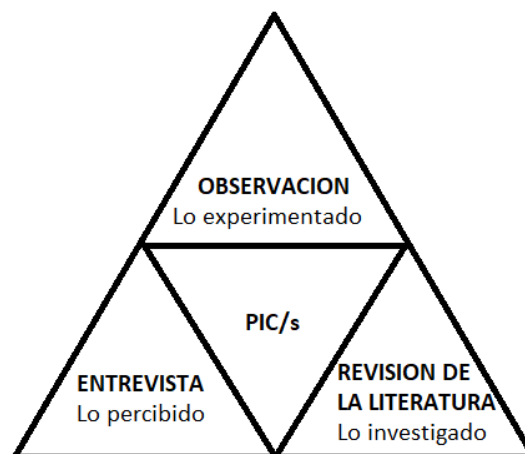 OBSERVACION
Lo experimentado
PIC/s
ENTREVISTA
Lo percibido
REVISION DE
LA LITERATURA
Lo investigado